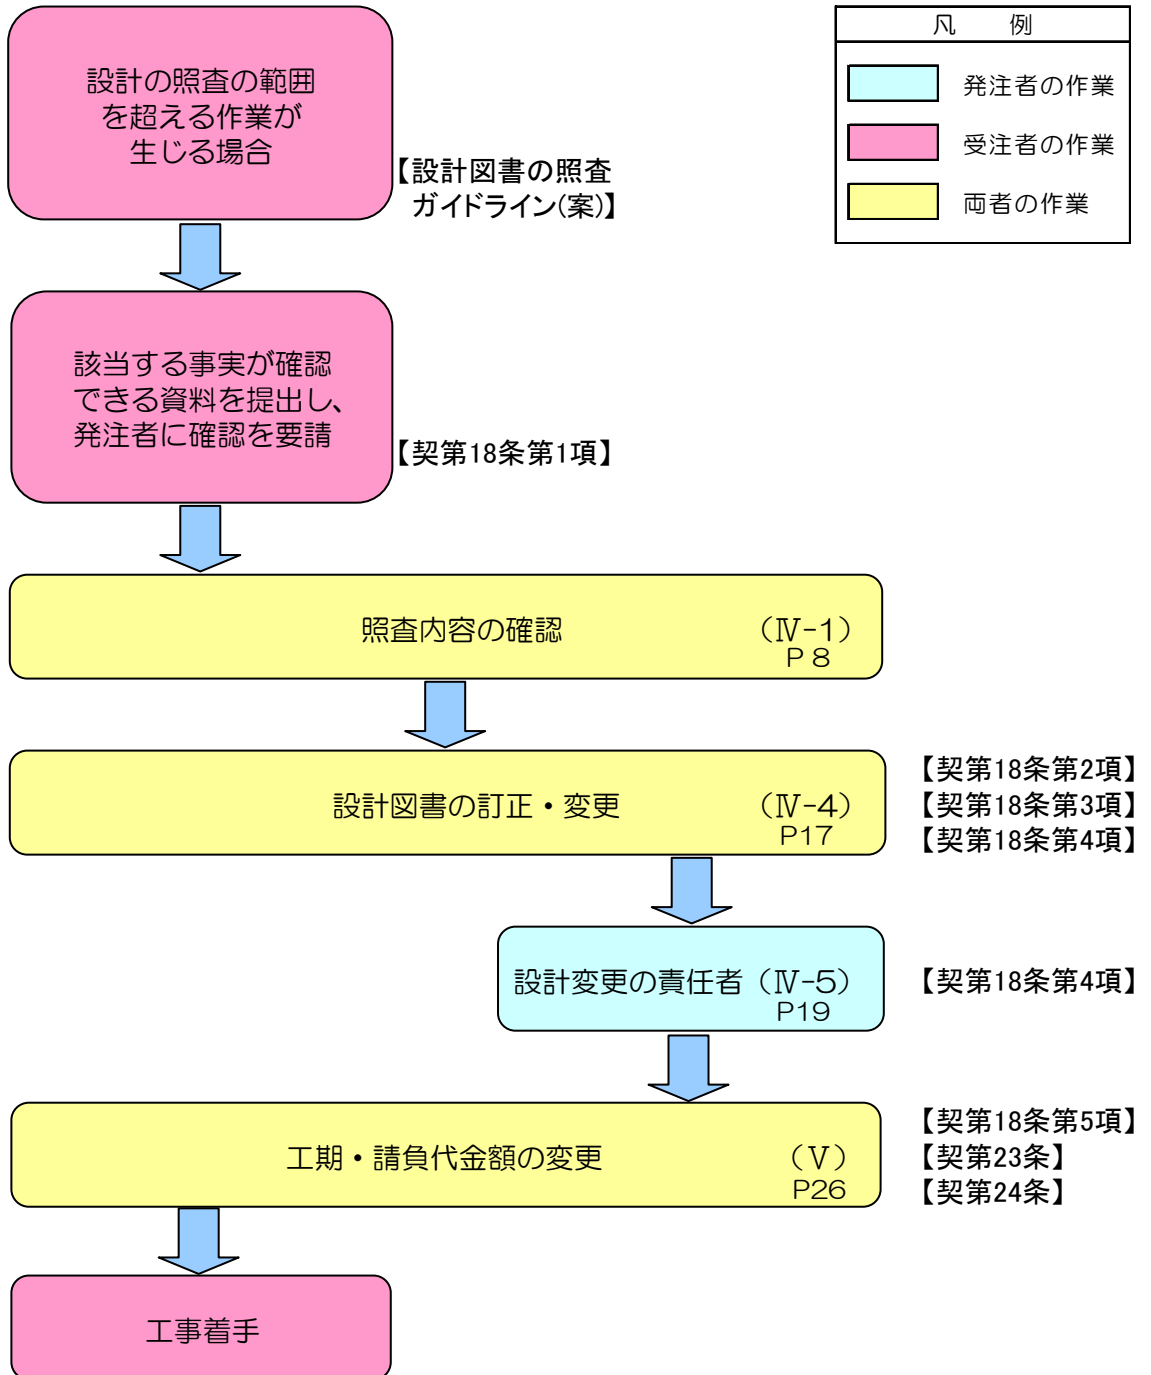 凡　例
発注者の作業
受注者の作業
両者の作業
設計の照査の範囲
を超える作業が
生じる場合
【設計図書の照査
ガイドライン(案)】
該当する事実が確認
できる資料を提出し、
発注者に確認を要請
【契第18条第1項】
照査内容の確認　（Ⅳ-1）
P8
設計図書の訂正・変更　（Ⅳ-4）
P17
【契第18条第2項】
【契第18条第3項】
【契第18条第4項】
設計変更の責任者（Ⅳ-5）
P19
【契第18条第4項】
工期・請負代金額の変更　（Ⅴ）
P26
【契第18条第5項】
【契第23条】
【契第24条】
工事着手